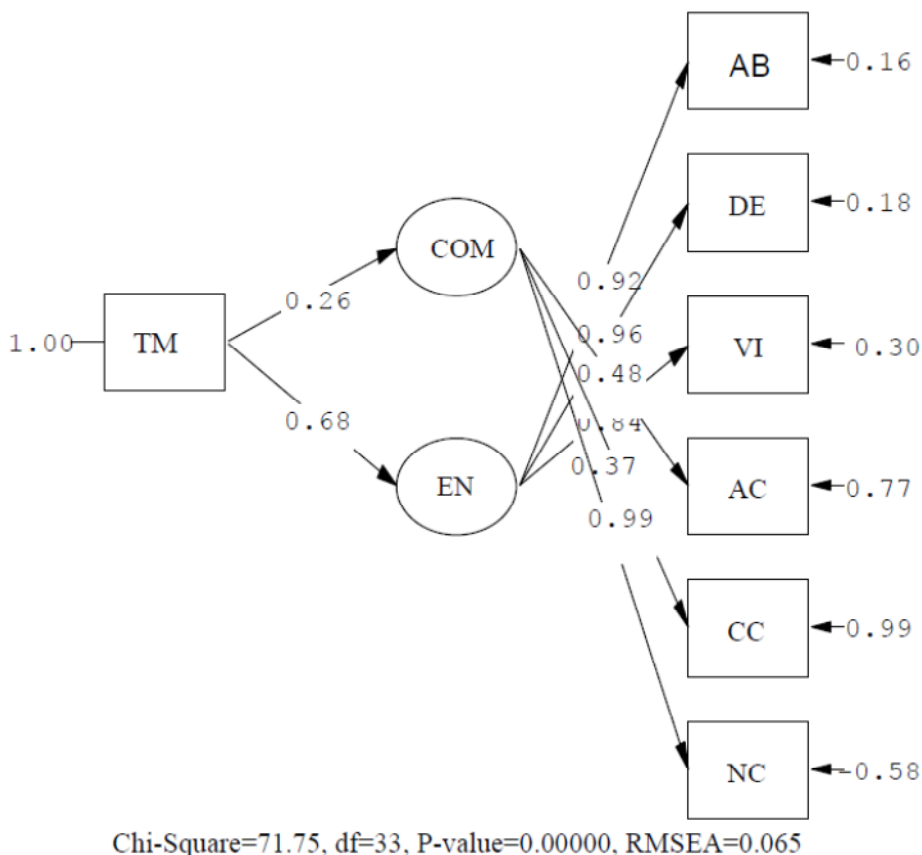 AB
0.16
DE
0.18
COM
0.92
0.26
0.96
TM
1.00
VI
0.30
0.48
0.68
0.84
0.37
EN
AC
0.77
0.99
CC
0.99
NC
-0.58
Chi-Square=71.75, df=33, P-value=0.00000, RMSEA=0.065